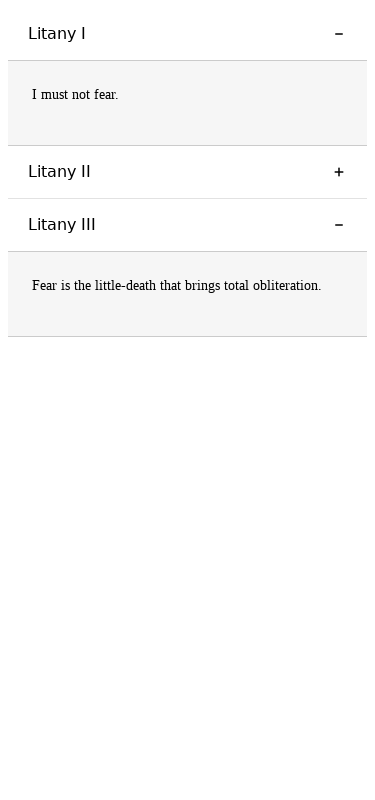 Litany I −
I must not fear.
Litany II +
Litany III −
Fear is the little-death that brings total obliteration.